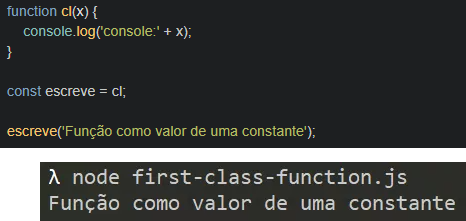 function cl(x) {
console.log('console:' + x);
}
const escreve = cl;
escreve('Função como valor de uma constante');
λ node first-class-function.js
Função como valor de uma constante